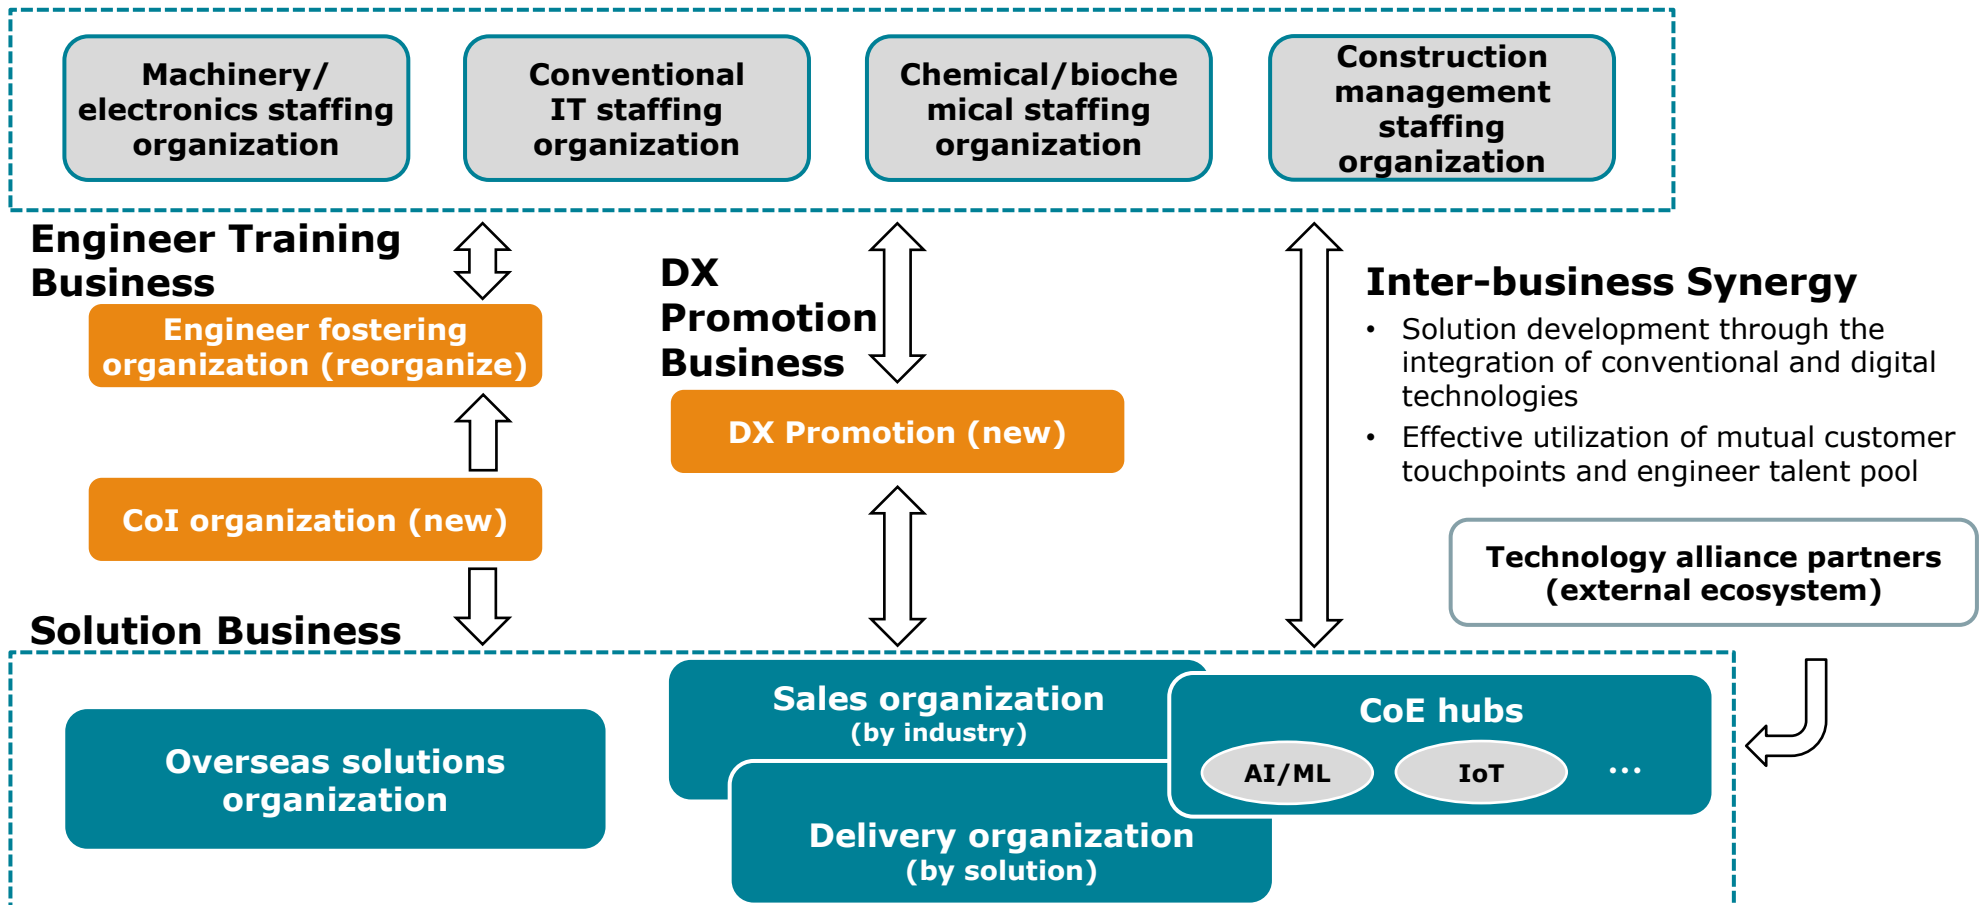 Machinery/
electronics staffing
organization
Conventional
IT staffing
organization
Chemical/bioche
mical staffing
organization
Construction
management
staffing
organization
Engineer Training
Business
Engineer fostering
organization (reorganize)
CoI organization (new)
DX
Promotion
Business
DX Promotion (new)
Inter-business Synergy
• Solution development through the
integration of conventional and digital
technologies
• Effective utilization of mutual customer
touchpoints and engineer talent pool
Technology alliance partners
(external ecosystem)
Solution Business
Overseas solutions
organization
Sales organization
(by industry)
Delivery organization
(by solution)
CoE hubs
AI/ML
IoT
...